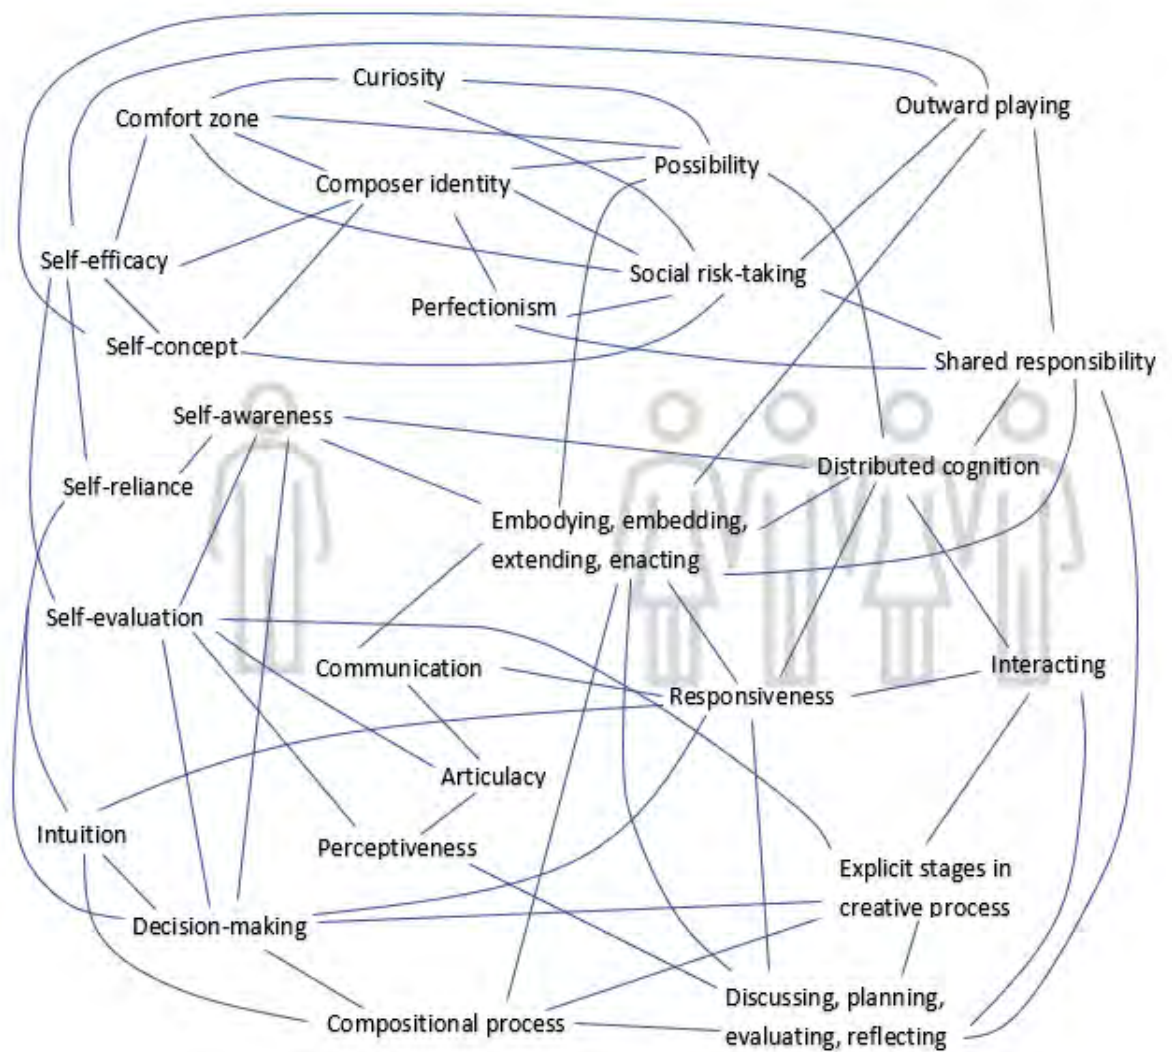 Curiosity
Outward playing
Comfort zone
Possibility
Composer identity
Self-efficacy
Social risk-taking
Perfectionism
Self-concept
Shared responsibility
Self-awareness
Distributed cognition
Self-reliance
Embodying, embedding,
extending, enacting
Self-evaluation
Communication
Interacting
Responsiveness
Articulacy
Intuition
Perceptiveness
Explicit stages in
creative process
Decision-making
Discussing, planning,
evaluating, reflecting
Compositional process